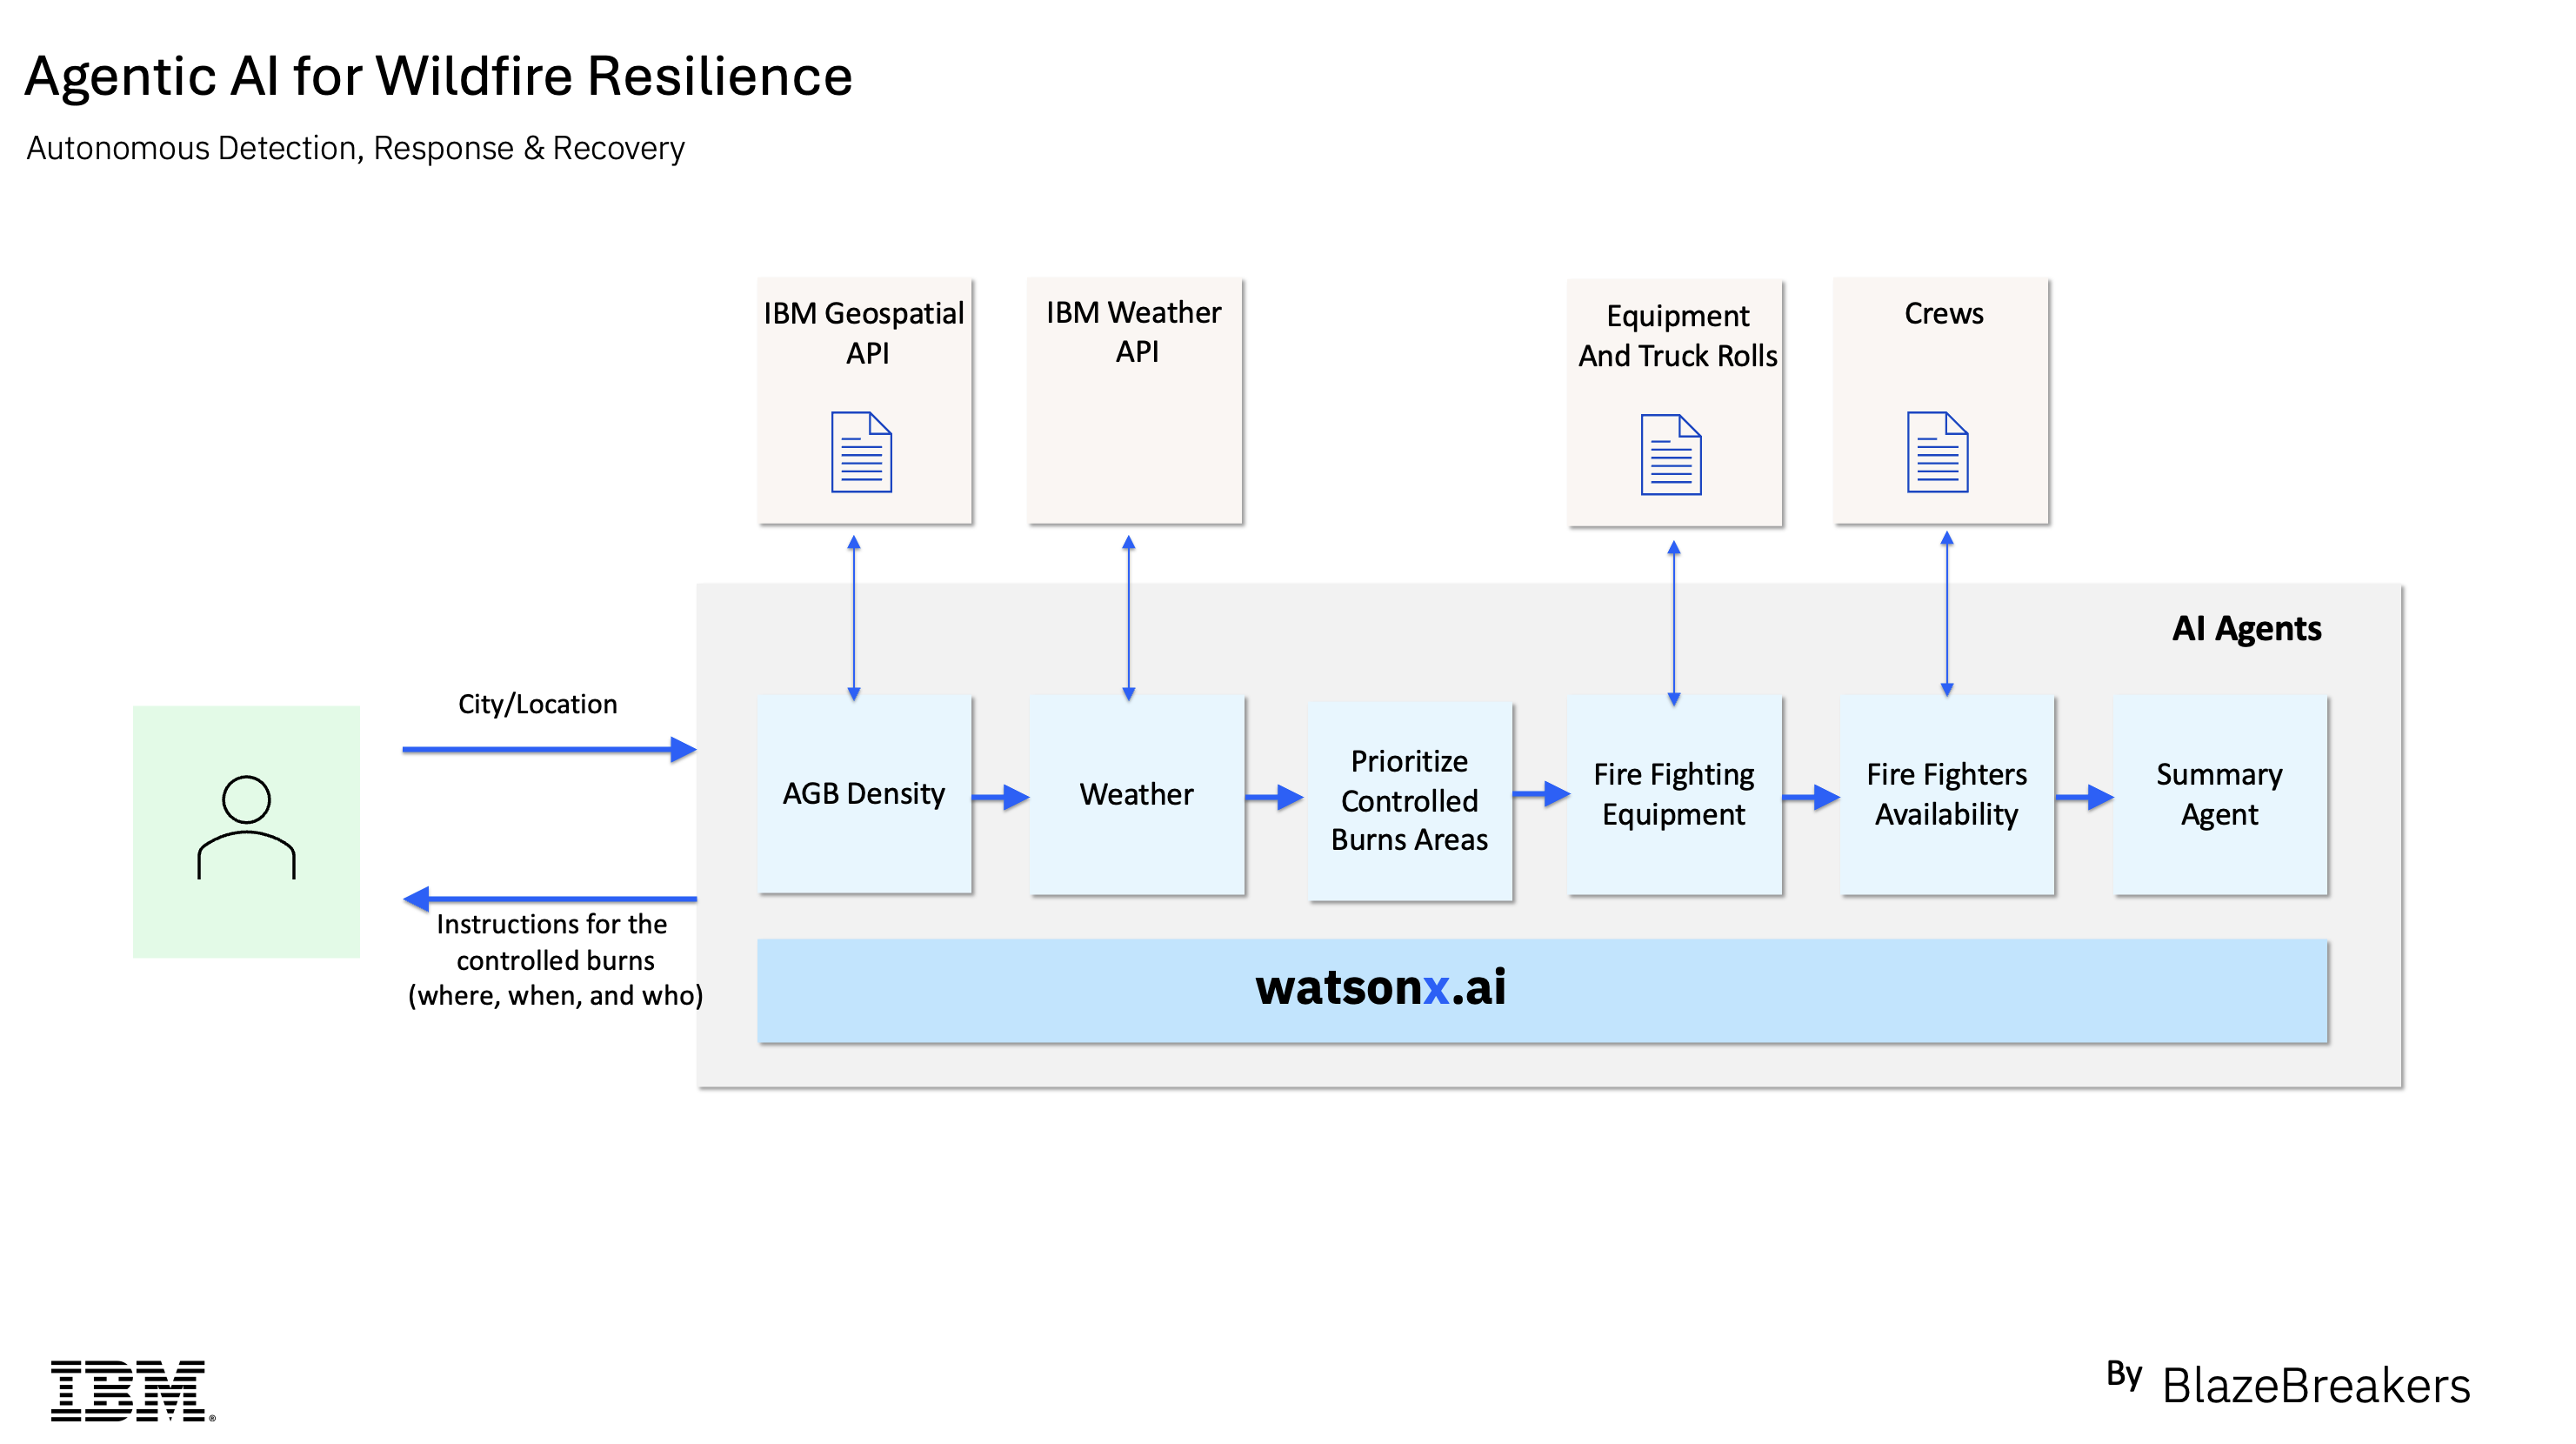 Agentic AI for Wildfire Resilience
Autonomous Detection, Response & Recovery
IBM Geospatial
API
IBM Weather
API
Equipment
And Truck Rolls
Crews
AI Agents
City/Location
Instructions for the
controlled burns
(where, when, and who)
AGB Density
Weather
Prioritize
Controlled
Burns Areas
Fire Fighting
Equipment
Fire Fighters
Availability
Summary
Agent
watsonx.ai
IBM®
By BlazeBreakers